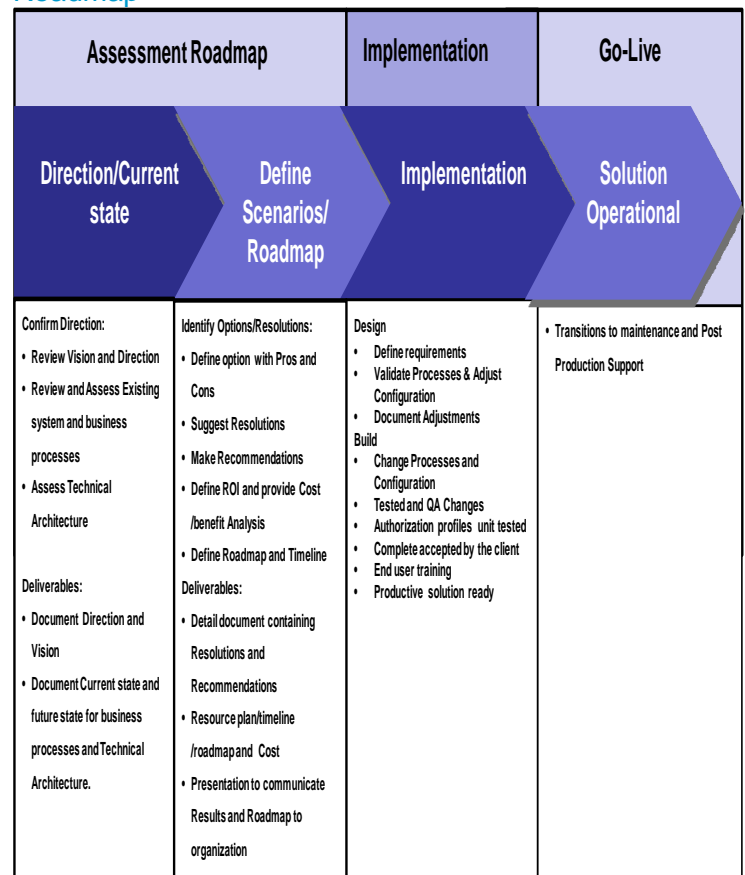 Roadmap
Assessment Roadmap
Implementation
Go-Live
Direction/Current
state
Define
Scenarios/
Roadmap
Implementation
Solution
Operational
Confirm Direction:
• Review Vision and Direction
• Review and Assess Existing
system and business
processes
• Assess Technical
Architecture
Deliverables:
• Document Direction and
Vision
• Document Current state and
future state for business
processes and Technical
Architecture.
Identify Options/Resolutions:
• Define option with Pros and
Cons
• Suggest Resolutions
• Make Recommendations
• Define ROI and provide Cost
/benefit Analysis
• Define Roadmap and Timeline
Deliverables:
• Detail document containing
Resolutions and
Recommendations
• Resource plan/timeline
/roadmap and Cost
• Presentation to communicate
Results and Roadmap to
organization
Design
• Define requirements
• Validate Processes & Adjust
Configuration
• Document Adjustments
Build
• Change Processes and
Configuration
• Tested and QA Changes
• Authorization profiles unit tested
• Complete accepted by the client
• End user training
• Productive solution ready
• Transitions to maintenance and Post
Production Support